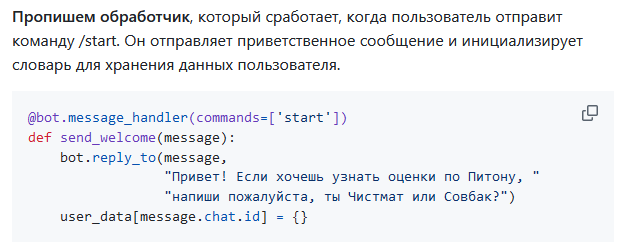 Пропишем обработчик, который сработает, когда пользователь отправит
команду /start. Он отправляет приветственное сообщение и инициализирует
словарь для хранения данных пользователя.
@bot.message_handler(commands=['start'])
def send_welcome(message):
    bot.reply_to(message,
                 "Привет! Если хочешь узнать оценки по Питону, "
                 "напиши пожалуйста, ты Чистмат или Совбак?")
    user_data[message.chat.id] = {}